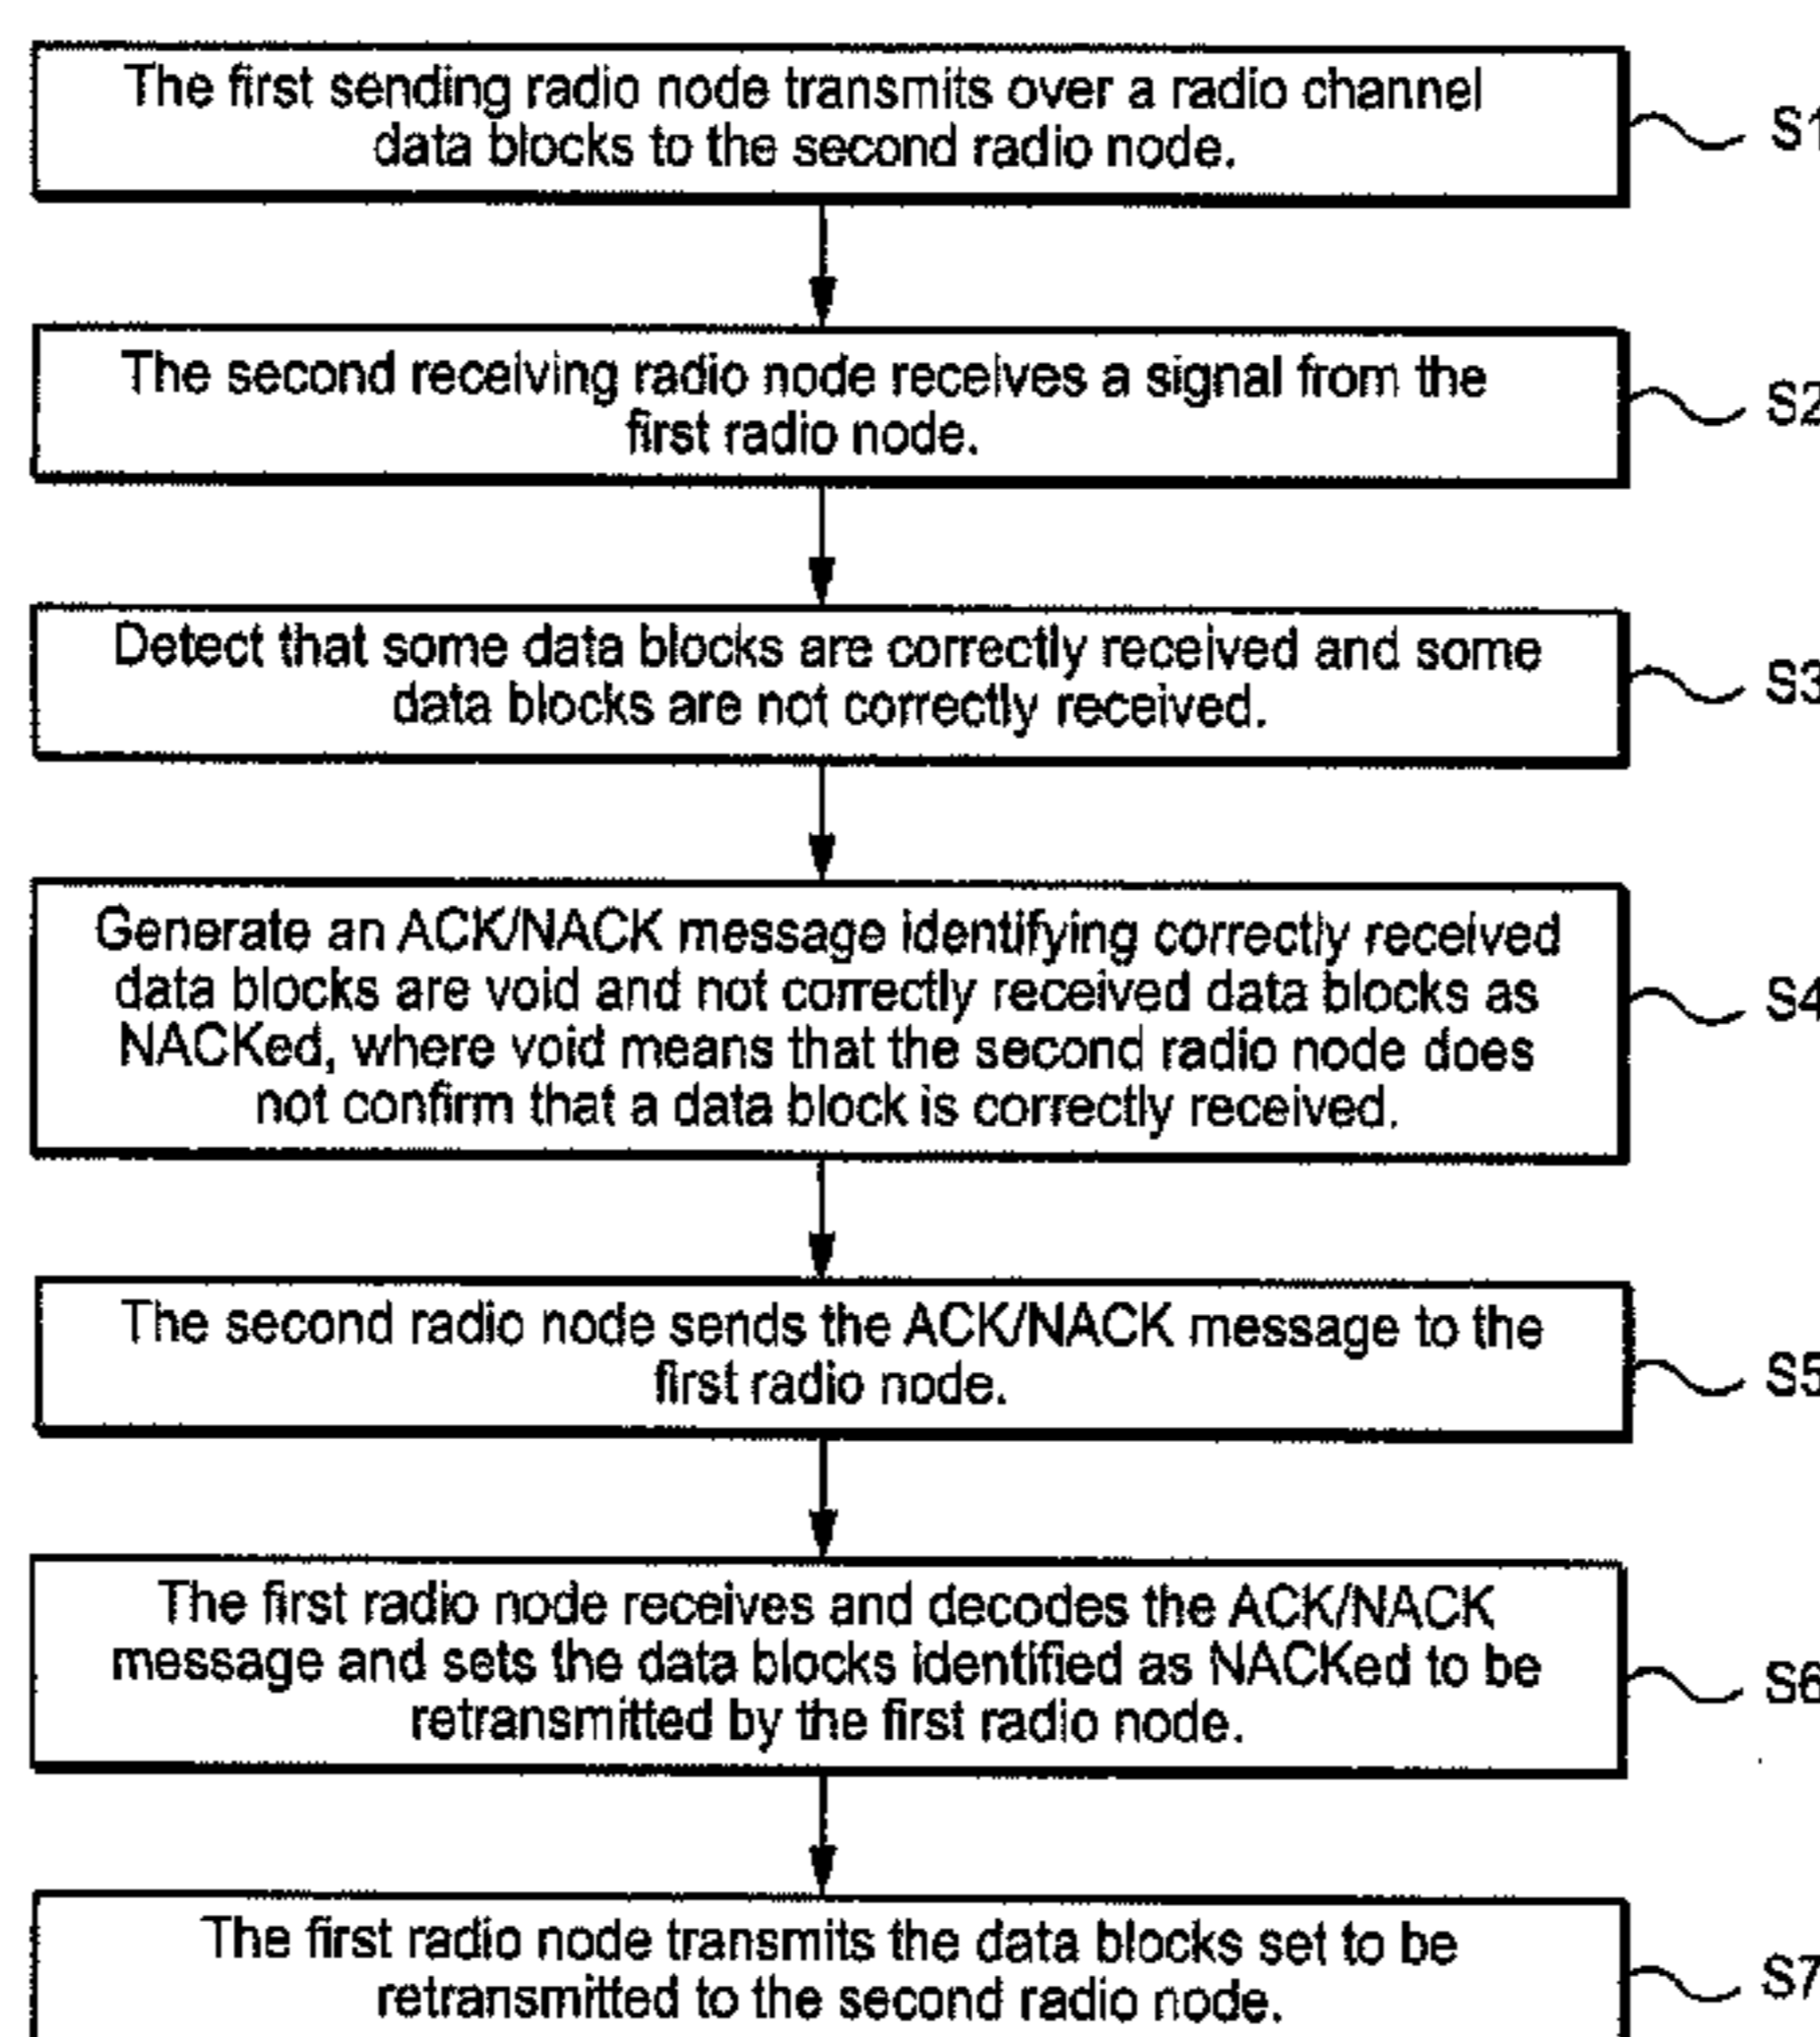 The first sending radio node transmits over a radio channel
data blocks to the second radio node.
S1
The second receiving radio node receives a signal from the
first radio node.
S2
Detect that some data blocks are correctly received and some
data blocks are not correctly received.
S3
Generate an ACK/NACK message identifying correctly received
data blocks are void and not correctly received data blocks as
NACKed, where void means that the second radio node does
not confirm that a data block is correctly received.
S4
The second radio node sends the ACK/NACK message to the
first radio node.
S5
The first radio node receives and decodes the ACK/NACK
message and sets the data blocks identified as NACKed to be
retransmitted by the first radio node.
S6
The first radio node transmits the data blocks set to be
retransmitted to the second radio node.
S7